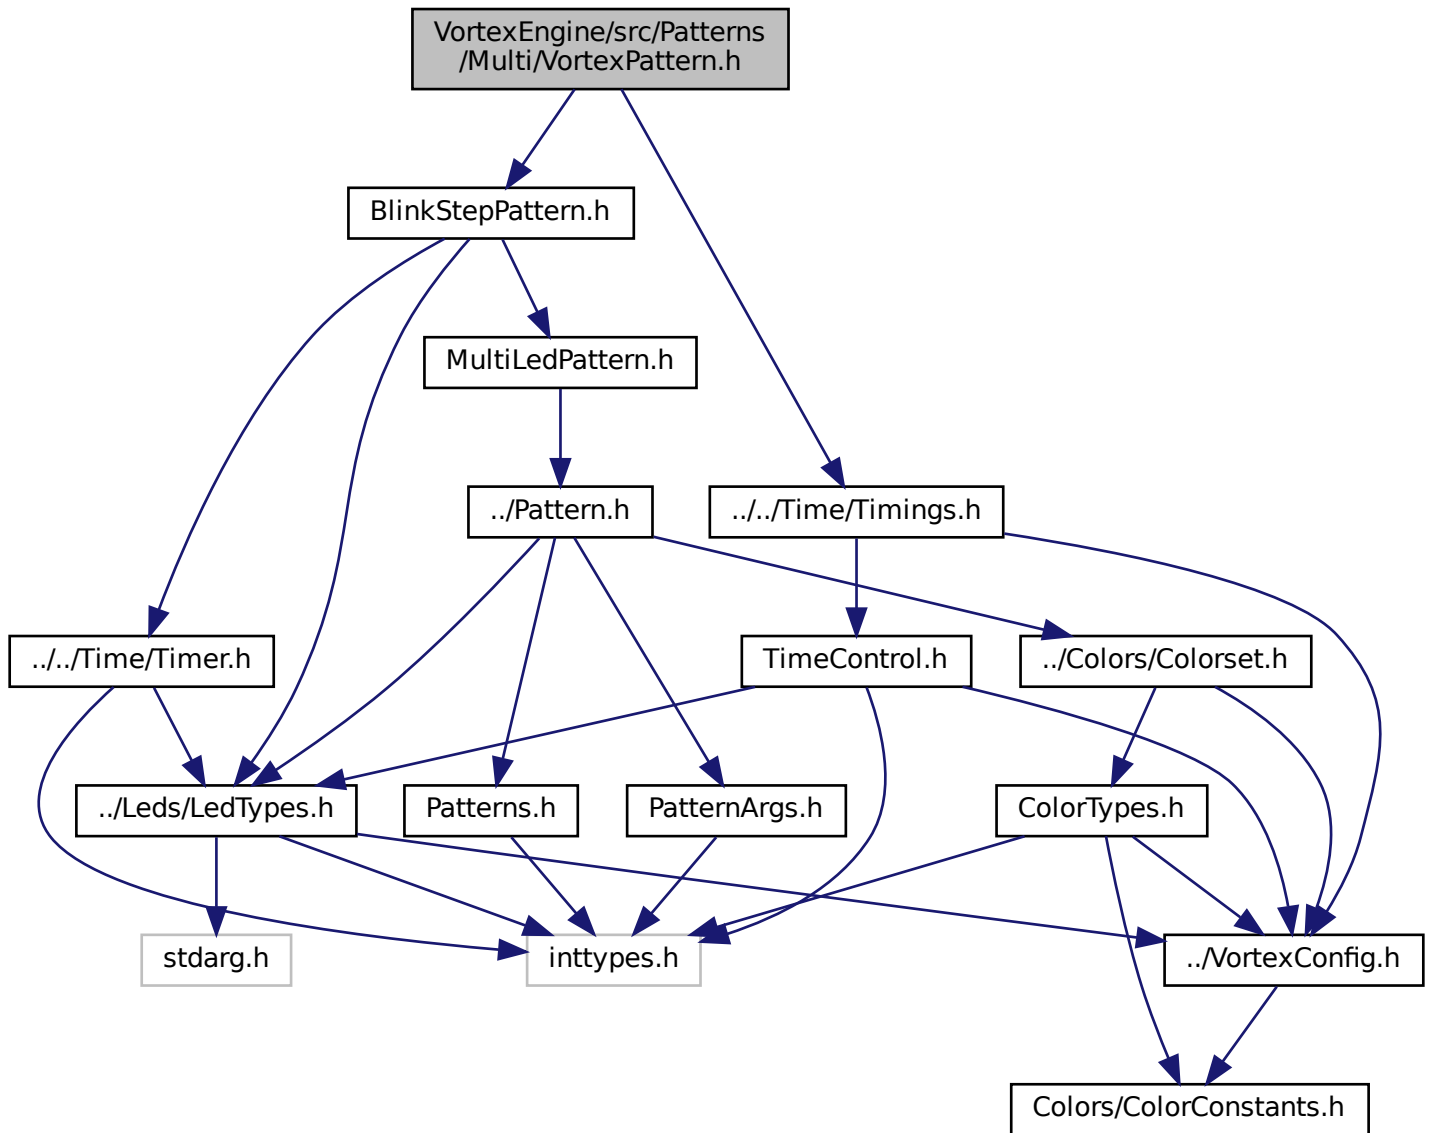 VortexEngine/src/Patterns
/Multi/VortexPattern.h
BlinkStepPattern.h
MultiLedPattern.h
../Pattern.h
../../Time/Timings.h
../../Time/Timer.h
TimeControl.h
../Colors/Colorset.h
../Leds/LedTypes.h
Patterns.h
PatternArgs.h
ColorTypes.h
stdarg.h
inttypes.h
../VortexConfig.h
Colors/ColorConstants.h